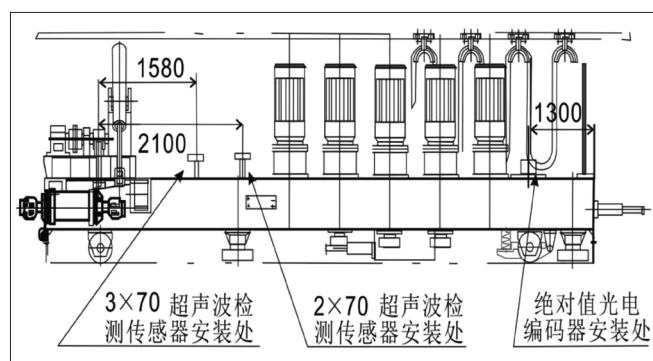 1580
2100
1300
3×70 超声波检
测传感器安装处
2×70 超声波检
测传感器安装处
绝对值光电
编码器安装处